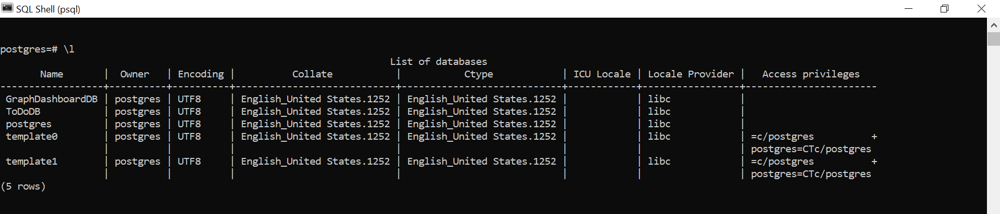 SQL Shell (psql)
postgres=# \l
                                                                    List of databases
       Name       |  Owner   | Encoding |          Collate           |           Ctype            | ICU Locale | Locale Provider |   Access privileges
------------------+----------+----------+----------------------------+----------------------------+------------+-----------------+-----------------------
 GraphDashboardDB | postgres | UTF8     | English_United States.1252 | English_United States.1252 |            | libc            |
 ToDoDB           | postgres | UTF8     | English_United States.1252 | English_United States.1252 |            | libc            |
 postgres         | postgres | UTF8     | English_United States.1252 | English_United States.1252 |            | libc            |
 template0        | postgres | UTF8     | English_United States.1252 | English_United States.1252 |            | libc            | =c/postgres          +
                  |          |          |                            |                            |            |                 | postgres=CTc/postgres
 template1        | postgres | UTF8     | English_United States.1252 | English_United States.1252 |            | libc            | =c/postgres          +
                  |          |          |                            |                            |            |                 | postgres=CTc/postgres
(5 rows)